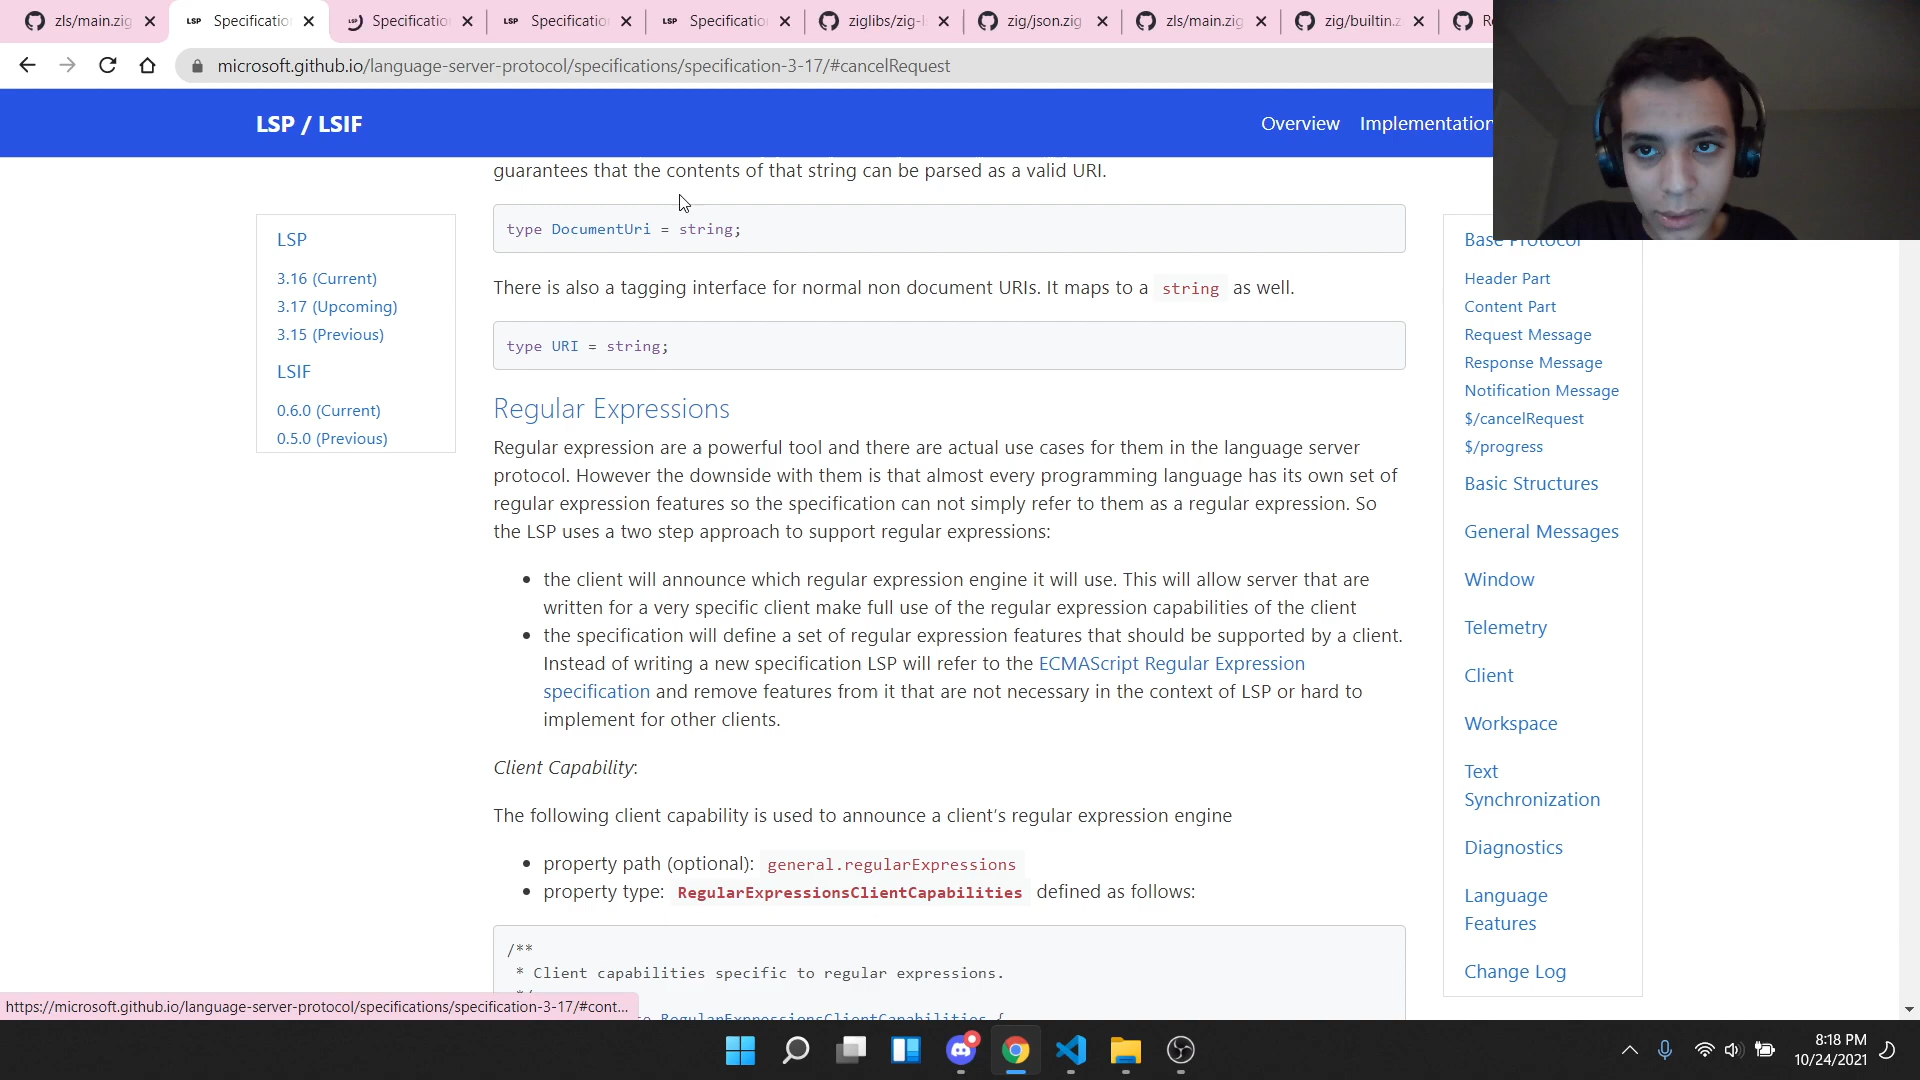 zls/main.zig
Specificatio
Specificatio
Specificatio
Specificatio
ziglibs/zig-l
zig/json.zig
zls/main.zig
zig/builtin.z
microsoft.github.io/language-server-protocol/specifications/specification-3-17/#cancelRequest
LSP / LSIF
Overview
Implementation
LSP
3.16 (Current)
3.17 (Upcoming)
3.15 (Previous)
LSIF
0.6.0 (Current)
0.5.0 (Previous)
guarantees that the contents of that string can be parsed as a valid URI.
type DocumentUri = string;
There is also a tagging interface for normal non document URIs. It maps to a string as well.
type URI = string;
Regular Expressions
Regular expression are a powerful tool and there are actual use cases for them in the language server
protocol. However the downside with them is that almost every programming language has its own set of
regular expression features so the specification can not simply refer to them as a regular expression. So
the LSP uses a two step approach to support regular expressions:
• the client will announce which regular expression engine it will use. This will allow server that are
written for a very specific client make full use of the regular expression capabilities of the client
• the specification will define a set of regular expression features that should be supported by a client.
Instead of writing a new specification LSP will refer to the ECMAScript Regular Expression
specification and remove features from it that are not necessary in the context of LSP or hard to
implement for other clients.
Client Capability:
The following client capability is used to announce a client's regular expression engine
• property path (optional): general.regularExpressions
• property type: RegularExpressionsClientCapabilities defined as follows:
/**
* Client capabilities specific to regular expressions.
RegularExpressionsClientCapabilities {
Base Protocol
Header Part
Content Part
Request Message
Response Message
Notification Message
$/cancelRequest
$/progress
Basic Structures
General Messages
Window
Telemetry
Client
Workspace
Text
Synchronization
Diagnostics
Language
Features
Change Log
https://microsoft.github.io/language-server-protocol/specifications/specification-3-17/#cont...
8:18 PM
10/24/2021